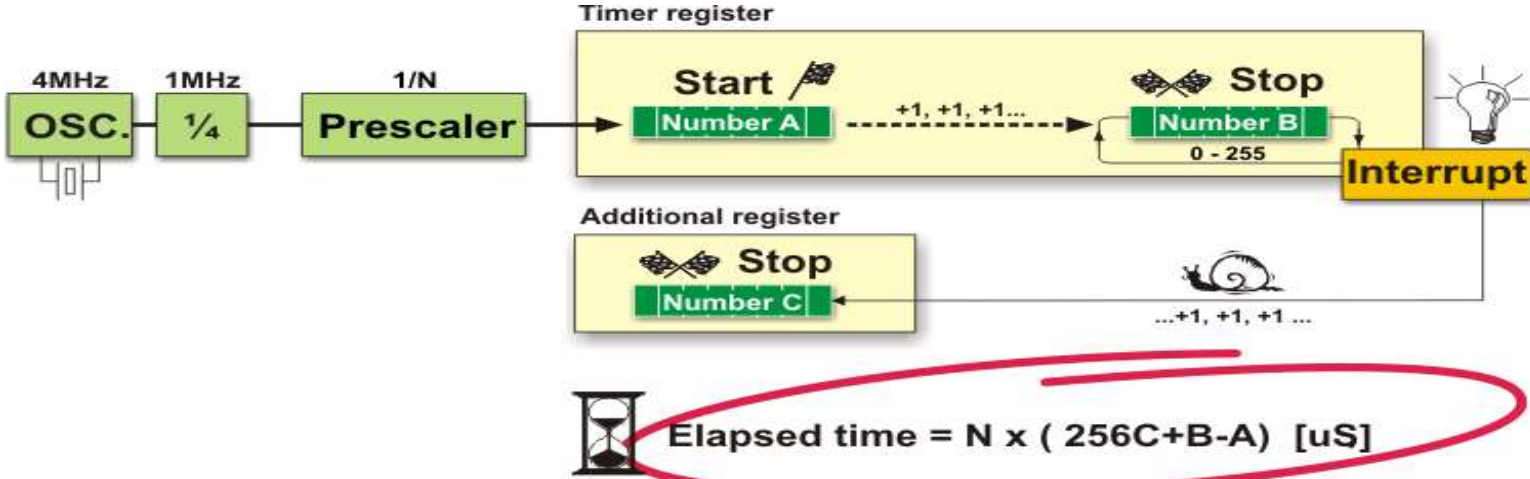 Timer register
4MHz
1MHz
1/N
OSC.
¼
Prescaler
Start
Number A
+1, +1, +1...
Stop
Number B
0 - 255
Interrupt
Additional register
Stop
Number C
...+1, +1, +1 ...
Elapsed time = N x ( 256C+B-A) [uS]